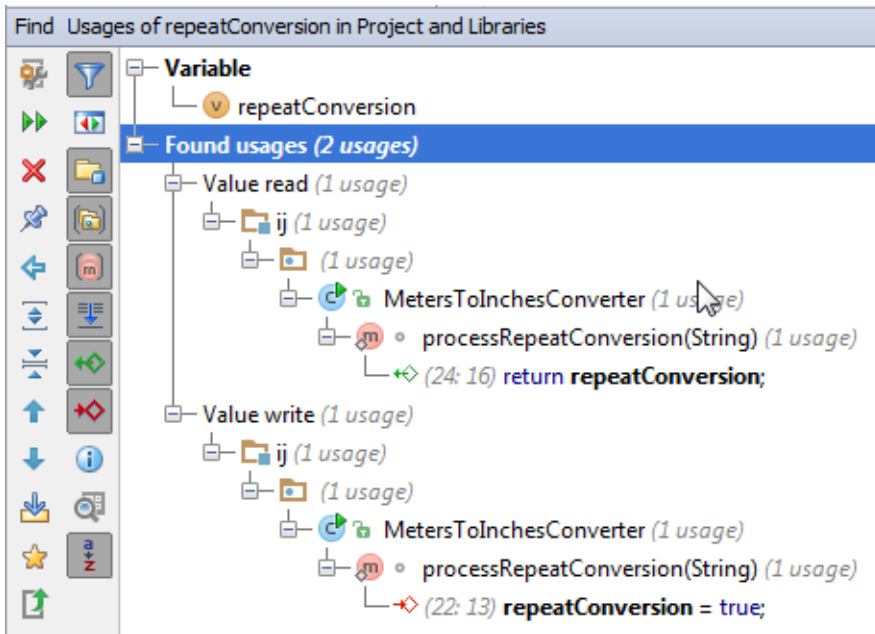 Find Usages of repeatConversion in Project and Libraries
Variable
v repeatConversion
Found usages (2 usages)
Value read (1 usage)
ij (1 usage)
(1 usage)
C MetersToInchesConverter (1 usage)
m processRepeatConversion(String) (1 usage)
(24: 16) return repeatConversion;
Value write (1 usage)
ij (1 usage)
(1 usage)
C MetersToInchesConverter (1 usage)
m processRepeatConversion(String) (1 usage)
(22: 13) repeatConversion = true;